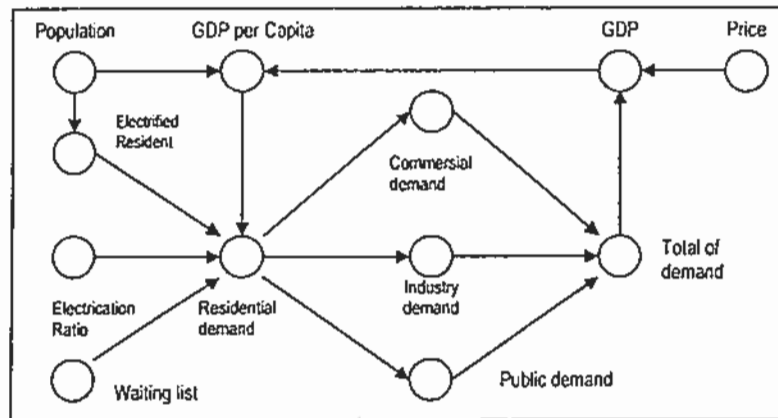 Population
GDP per Capita
GDP
Price
Electrified
Resident
Commersial
demand
Total of
demand
Electrication
Ratio
Residential
demand
Industry
demand
Waiting list
Public demand